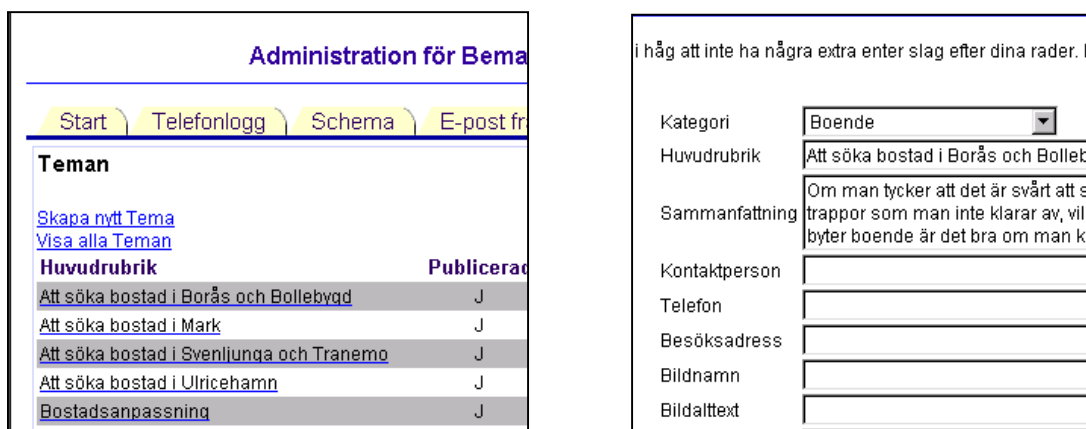 Administration för Bema
Start Telefonlogg Schema E-post fr
Teman
Skapa nytt Tema
Visa alla Teman
Huvudrubrik Publicerad
Att söka bostad i Borås och Bollebygd J
Att söka bostad i Mark J
Att söka bostad i Svenljunga och Tranemo J
Att söka bostad i Ulricehamn J
Bostadsanpassning J
i håg att inte ha några extra enter slag efter dina rader.
Kategori Boende
Huvudrubrik Att söka bostad i Borås och Bolleb
Om man tycker att det är svårt att s
Sammanfattning trappor som man inte klarar av, vil
byter boende är det bra om man k
Kontaktperson
Telefon
Besöksadress
Bildnamn
Bildalttext